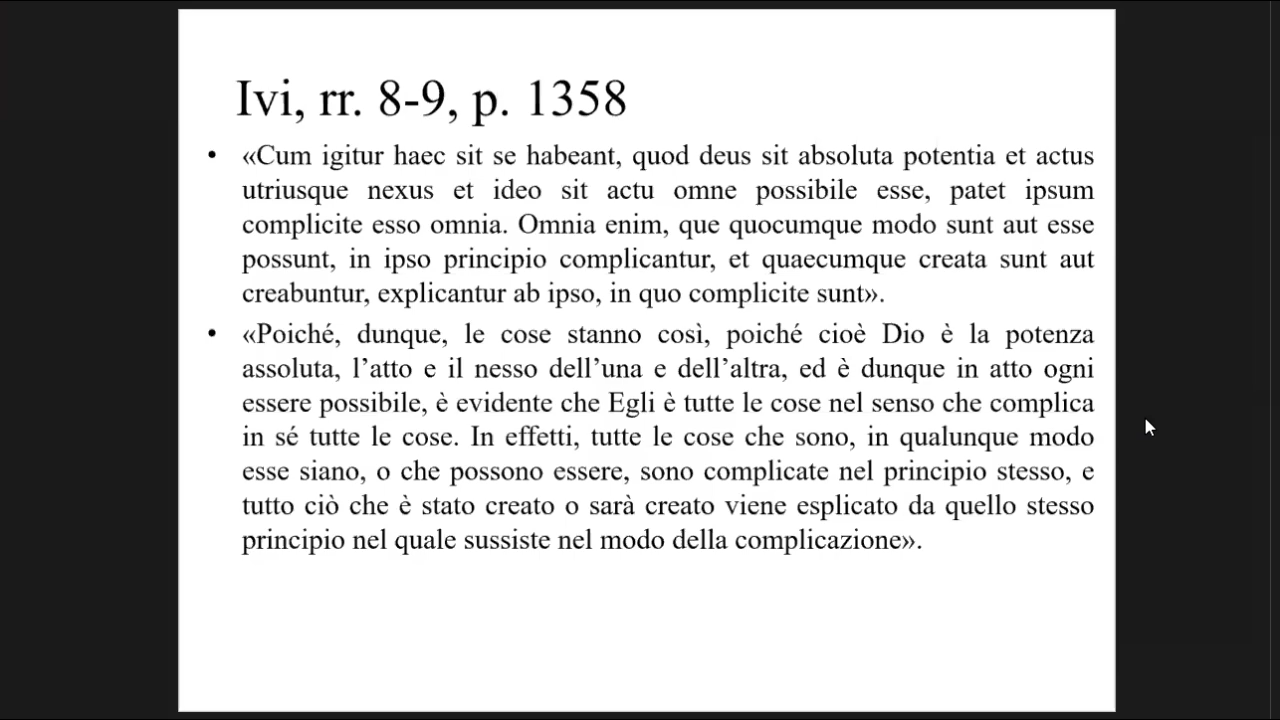 Ivi, rr. 8-9, p. 1358
• «Cum igitur haec sit se habeant, quod deus sit absoluta potentia et actus
utriusque nexus et ideo sit actu omne possibile esse, patet ipsum
complicite esso omnia. Omnia enim, que quocumque modo sunt aut esse
possunt, in ipso principio complicantur, et quaecumque creata sunt aut
creabuntur, explicantur ab ipso, in quo complicite sunt».
• «Poiché, dunque, le cose stanno così, poiché cioè Dio è la potenza
assoluta, l’atto e il nesso dell’una e dell’altra, ed è dunque in atto ogni
essere possibile, è evidente che Egli è tutte le cose nel senso che complica
in sé tutte le cose. In effetti, tutte le cose che sono, in qualunque modo
esse siano, o che possono essere, sono complicate nel principio stesso, e
tutto ciò che è stato creato o sarà creato viene esplicato da quello stesso
principio nel quale sussiste nel modo della complicazione».